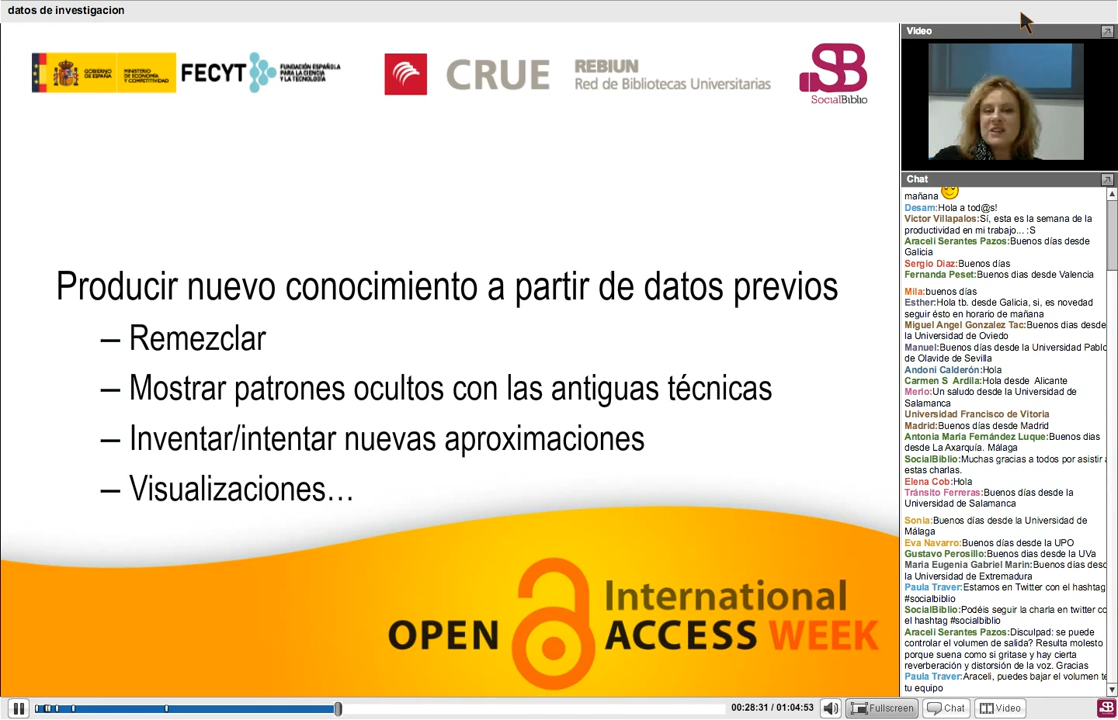 datos de investigacion
GOBIERNO
DE ESPAÑA
MINISTERIO
DE ECONOMÍA
Y COMPETITIVIDAD
FECYT
FUNDACIÓN ESPAÑOLA
PARA LA CIENCIA
Y LA TECNOLOGÍA
CRUE
REBIUN
Red de Bibliotecas Universitarias
SB
SocialBiblio
Producir nuevo conocimiento a partir de datos previos
– Remezclar
– Mostrar patrones ocultos con las antiguas técnicas
– Inventar/intentar nuevas aproximaciones
– Visualizaciones...
International
OPEN ACCESS WEEK
Video
Chat
mañana
Desam:Hola a tod@s!
Victor Villapalos:Sí, esta es la semana de la
productividad en mi trabajo... :S
Araceli Serantes Pazos:Buenos días desde
Galicia
Sergio Diaz:Buenos días
Fernanda Peset:Buenos dias desde Valencia
Mila:buenos días
Esther:Hola tb. desde Galicia, si, es novedad
seguir ésto en horario de mañana
Miguel Angel Gonzalez Tac:Buenos dias desde
la Universidad de Oviedo
Manuel:Buenos días desde la Universidad Pablo
de Olavide de Sevilla
Andoni Calderón:Hola
Carmen S Ardila:Hola desde Alicante
Merlo:Un saludo desde la Universidad de
Salamanca
Universidad Francisco de Vitoria
Madrid:Buenos días desde Madrid
Antonia Maria Fernández Luque:Buenos dias
desde La Axarquía. Málaga
SocialBiblio:Muchas gracias a todos por asistir a
estas charlas.
Elena Cob:Hola
Tránsito Ferreras:Buenos días desde la
Universidad de Salamanca
Sonia:Buenos días desde la Universidad de
Málaga
Eva Navarro:Buenos días desde la UPO
Gustavo Perosillo:Buenos dias desde la UVa
Maria Eugenia Gabriel Marin:Buenos días desd
la Universidad de Extremadura
Paula Traver:Estamos en Twitter con el hashtag
#socialbiblio
SocialBiblio:Podéis seguir la charla en twitter co
el hashtag #socialbiblio
Araceli Serantes Pazos:Disculpad: se puede
controlar el volumen de salida? Resulta molesto
porque suena como si gritase y hay cierta
reverberación y distorsión de la voz. Gracias
Paula Traver:Araceli, puedes bajar el volumen te
tu equipo
00:28:31 / 01:04:53
Fullscreen
Chat
Video
SB